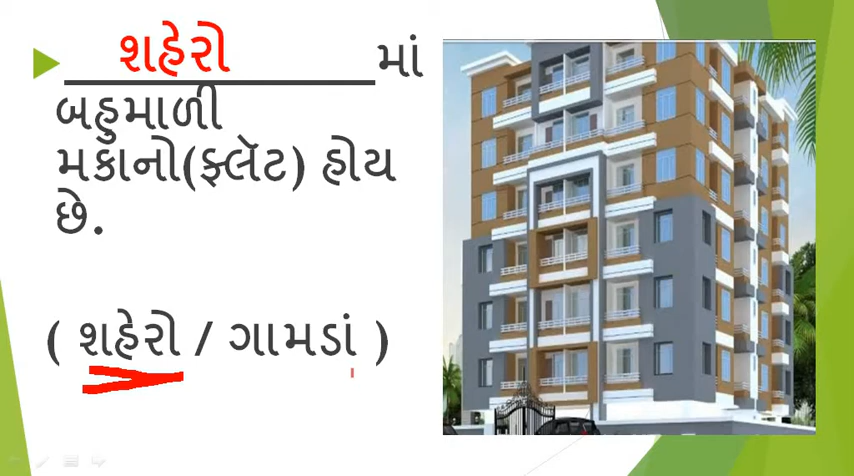 શહેરો માં
બહુમાળી
મકાનો(ફ્લૅટ) હોય
છે.
( શહેરો / ગામડાં )